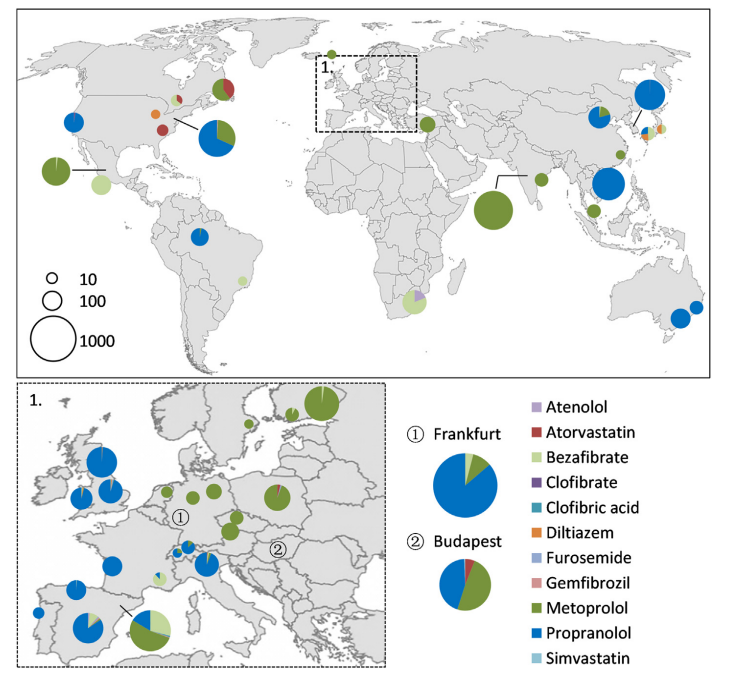 1.
10
100
1000
1.
① Frankfurt
② Budapest
①
②
Atenolol
Atorvastatin
Bezafibrate
Clofibrate
Clofibric acid
Diltiazem
Furosemide
Gemfibrozil
Metoprolol
Propranolol
Simvastatin